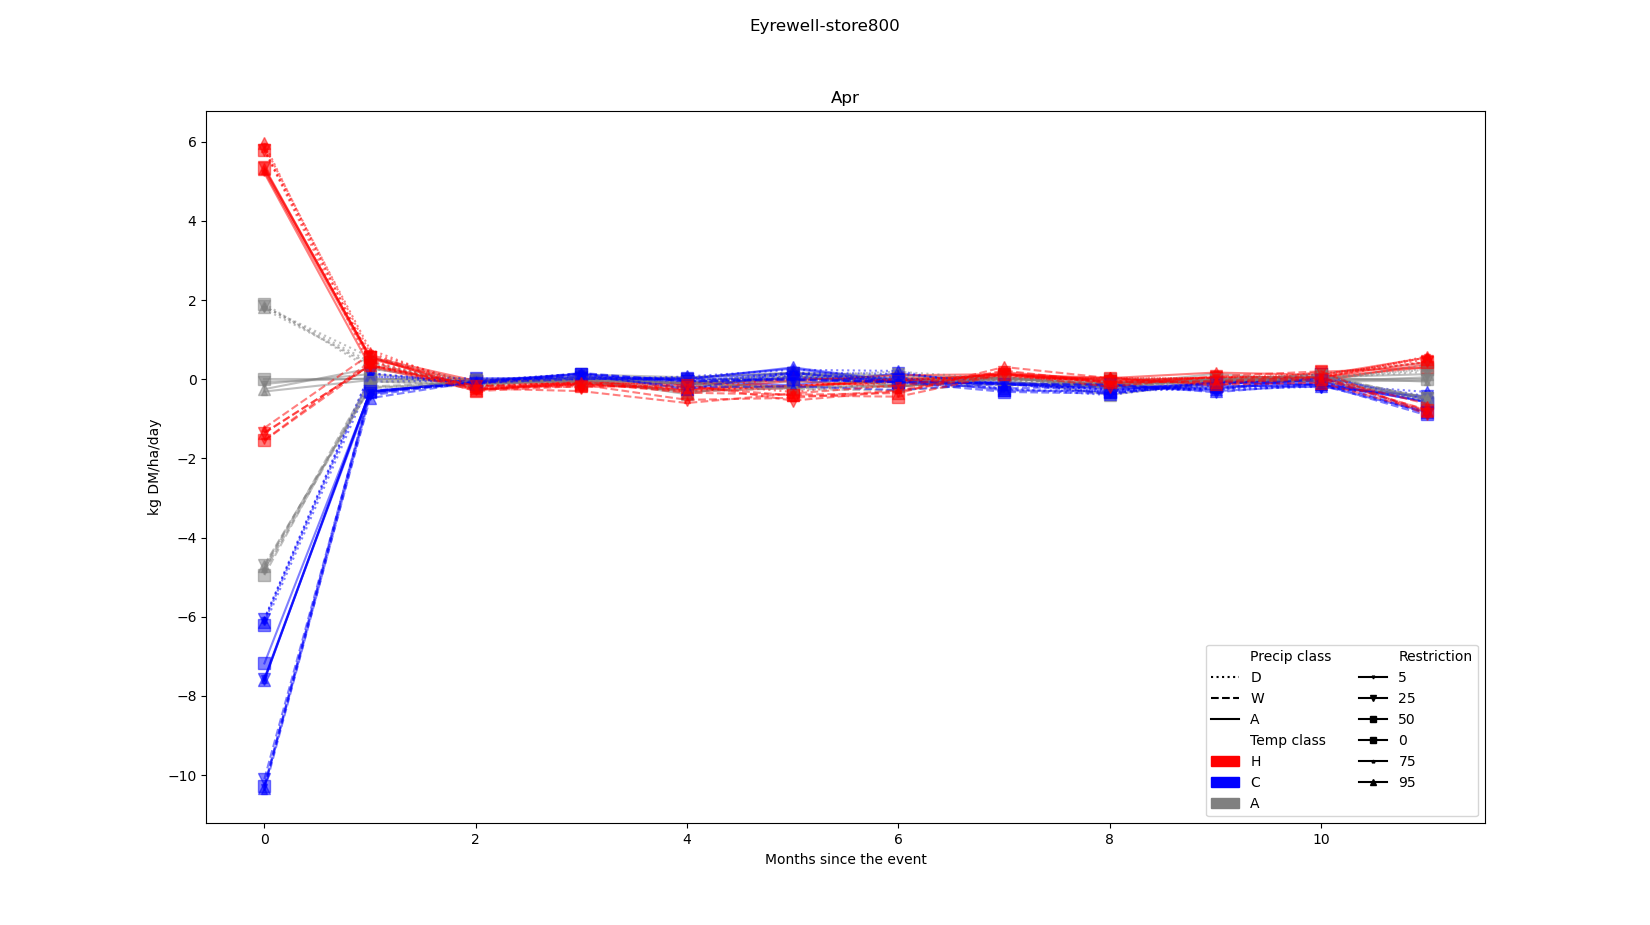 Eyrewell-store800
Apr
6
4
2
0
−2
−4
−6
−8
−10
kg DM/ha/day
0 2 4 6 8 10
Months since the event
Precip class
D
W
A
Temp class
H
C
A
Restriction
5
25
50
0
75
95